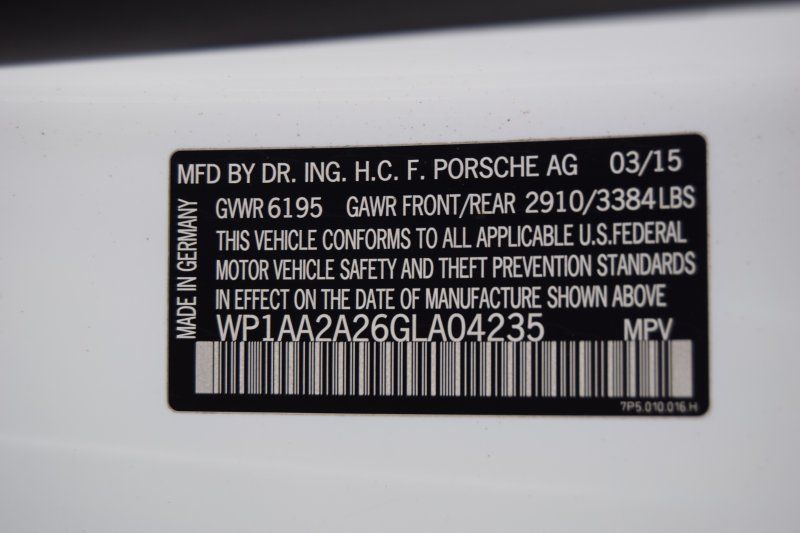 MFD BY DR. ING. H.C. F. PORSCHE AG 03/15
GVWR 6195 GAWR FRONT/REAR 2910/3384 LBS
THIS VEHICLE CONFORMS TO ALL APPLICABLE U.S.FEDERAL
MOTOR VEHICLE SAFETY AND THEFT PREVENTION STANDARDS
IN EFFECT ON THE DATE OF MANUFACTURE SHOWN ABOVE
WP1AA2A26GLA04235 MPV
MADE IN GERMANY
7P5.010.016.H